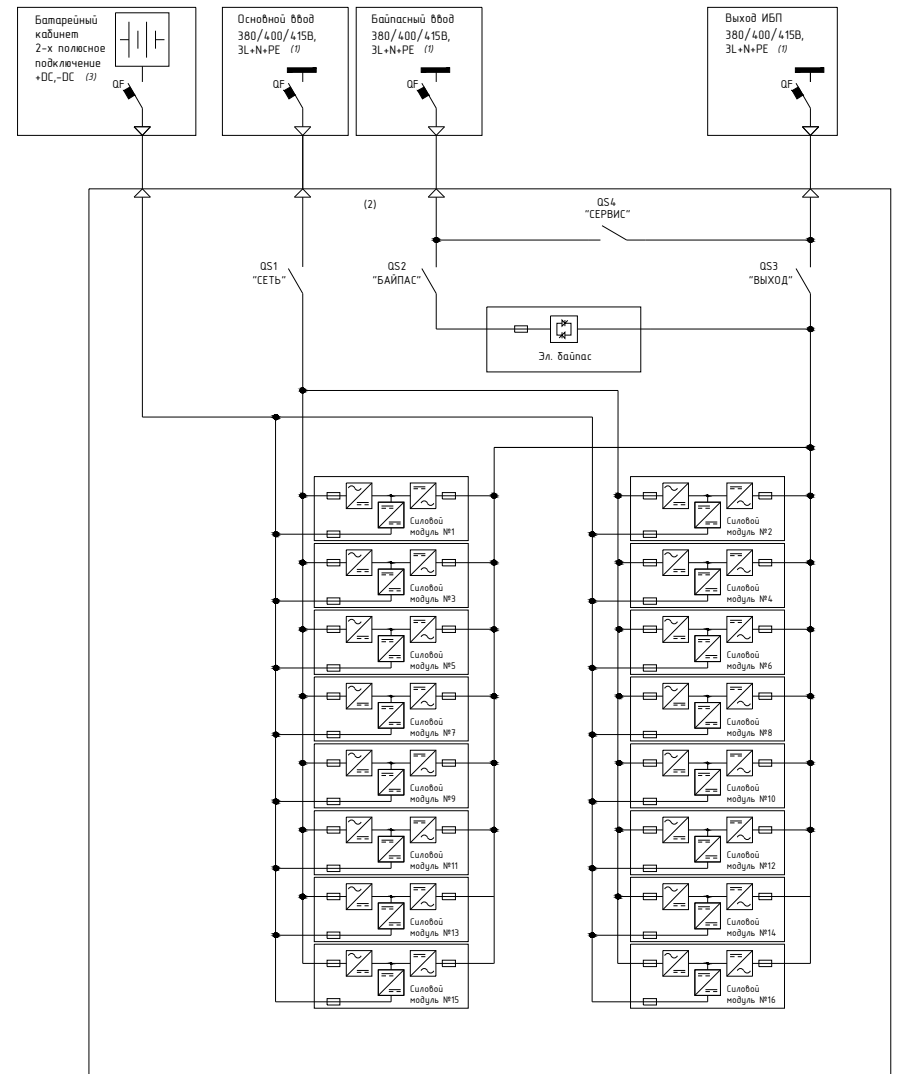 Батарейный
кабинет
2-х полюсное
подключение
+DC,-DC (3)
QF
Основной ввод
380/400/415В,
3L+N+PE (1)
QF
Байпасный ввод
380/400/415В,
3L+N+PE (1)
QF
Выход ИБП
380/400/415В,
3L+N+PE (1)
QF
(2)
QS4
"СЕРВИС"
QS1
"СЕТЬ"
QS2
"БАЙПАС"
QS3
"ВЫХОД"
Эл. байпас
Силовой
модуль №1
Силовой
модуль №2
Силовой
модуль №3
Силовой
модуль №4
Силовой
модуль №5
Силовой
модуль №6
Силовой
модуль №7
Силовой
модуль №8
Силовой
модуль №9
Силовой
модуль №10
Силовой
модуль №11
Силовой
модуль №12
Силовой
модуль №13
Силовой
модуль №14
Силовой
модуль №15
Силовой
модуль №16